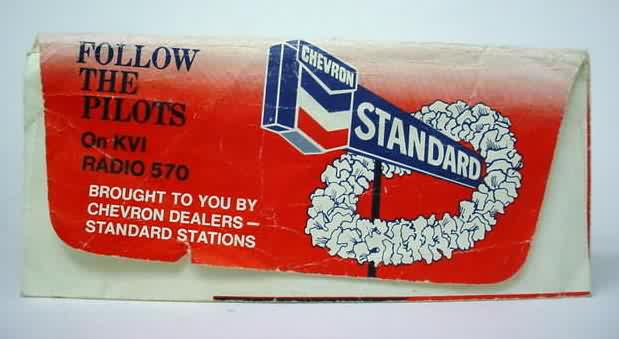 FOLLOW
THE
PILOTS
On KVI
RADIO 570
BROUGHT TO YOU BY
CHEVRON DEALERS—
STANDARD STATIONS
CHEVRON
STANDARD